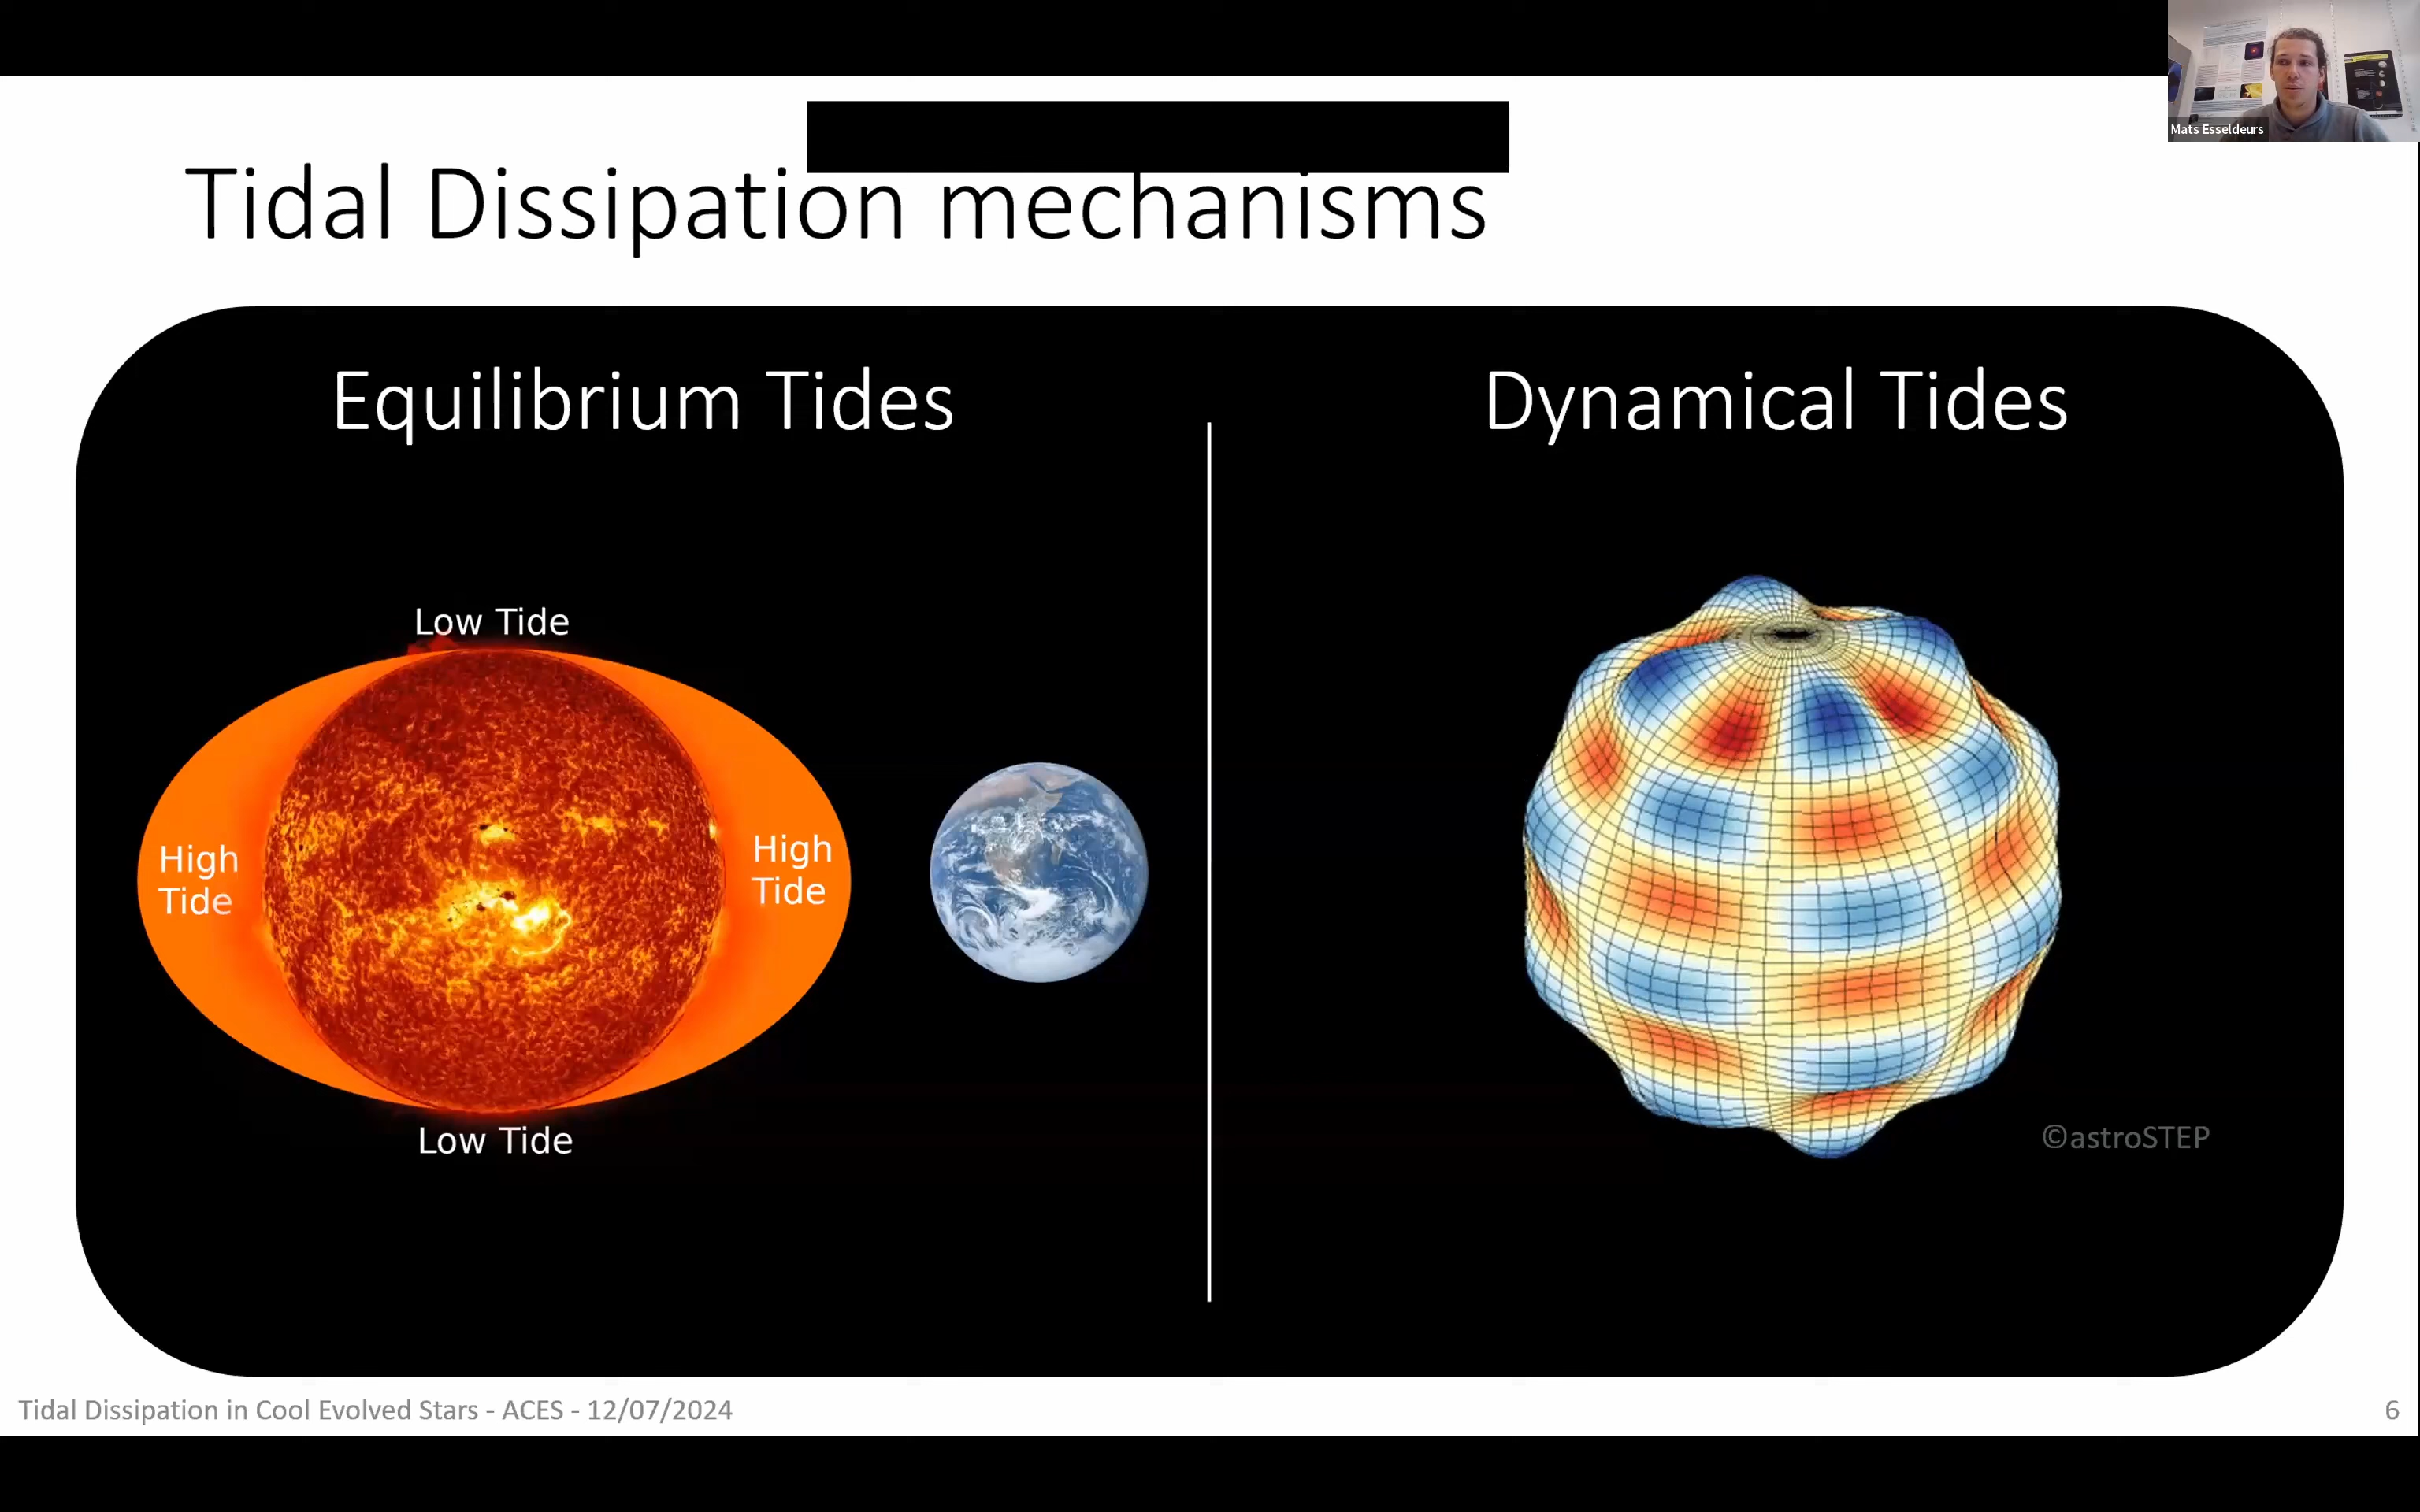 Mats Esseldeurs
Tidal Dissipation mechanisms
Equilibrium Tides
Dynamical Tides
Low Tide
High
Tide
High
Tide
Low Tide
©astroSTEP
Tidal Dissipation in Cool Evolved Stars - ACES - 12/07/2024
6